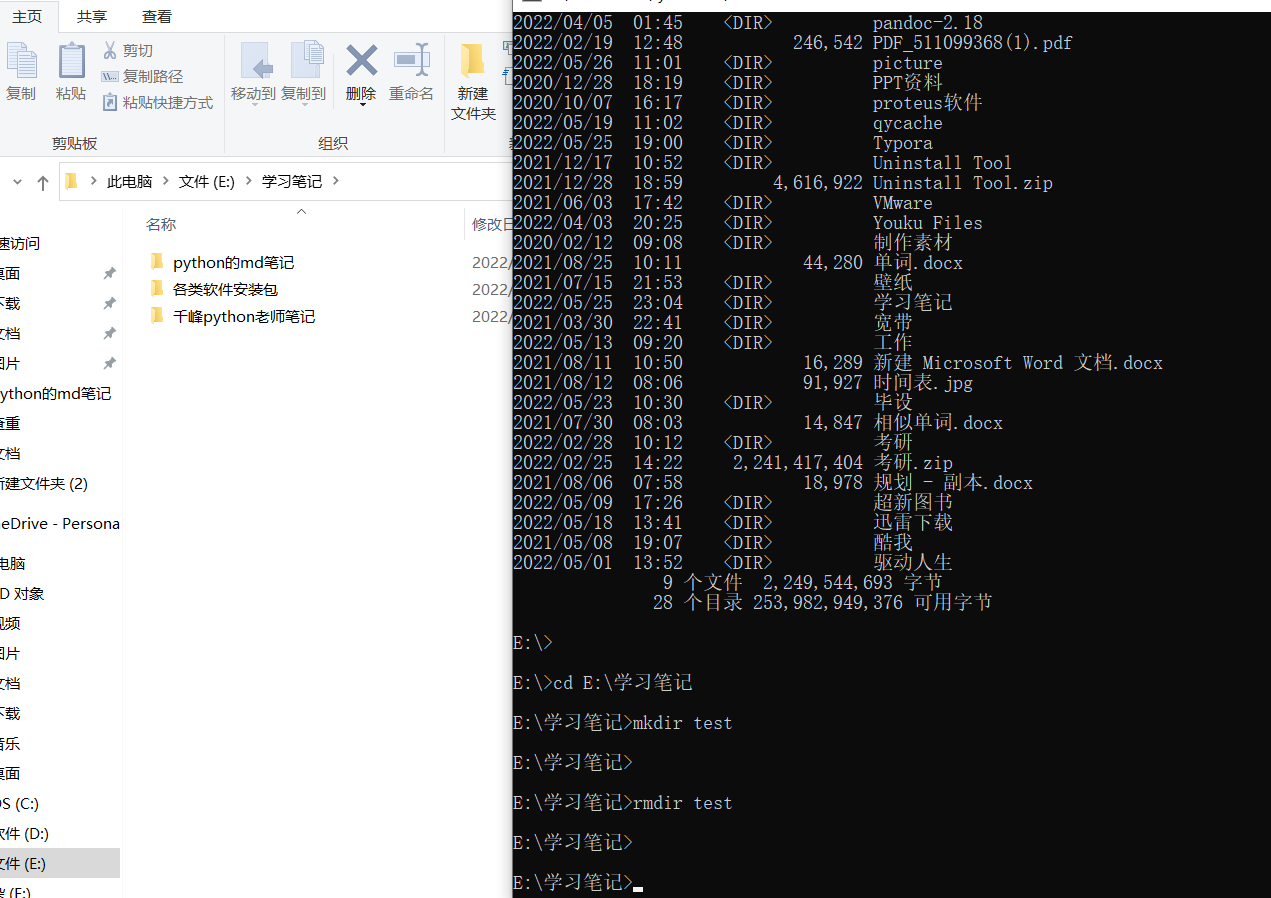 主页 共享 查看
复制 粘贴 剪切 移动到 复制到 删除 重命名 新建
复制路径
粘贴快捷方式 文件夹
剪贴板 组织
此电脑 文件 (E:) 学习笔记
名称 修改日
python的md笔记 2022/
各类软件安装包 2022/
千峰python老师笔记 2022/
速访问
桌面
下载
文档
图片
ython的md笔记
查重
文档
新建文件夹 (2)
eDrive - Persona
电脑
D 对象
视频
图片
文档
下载
音乐
桌面
OS (C:)
软件 (D:)
文件 (E:)
(F:)
2022/04/05 01:45 <DIR> pandoc-2.18
2022/02/19 12:48 246,542 PDF_511099368(1).pdf
2022/05/26 11:01 <DIR> picture
2020/12/28 18:19 <DIR> PPT资料
2020/10/07 16:17 <DIR> proteus软件
2022/05/19 11:02 <DIR> qycache
2022/05/25 19:00 <DIR> Typora
2021/12/17 10:52 <DIR> Uninstall Tool
2021/12/28 18:59 4,616,922 Uninstall Tool.zip
2021/06/03 17:42 <DIR> VMware
2022/04/03 20:25 <DIR> Youku Files
2020/02/12 09:08 <DIR> 制作素材
2021/08/25 10:11 44,280 单词.docx
2021/07/15 21:53 <DIR> 壁纸
2022/05/25 23:04 <DIR> 学习笔记
2021/03/30 22:41 <DIR> 宽带
2022/05/13 09:20 <DIR> 工作
2021/08/11 10:50 16,289 新建 Microsoft Word 文档.docx
2021/08/12 08:06 91,927 时间表.jpg
2022/05/23 10:30 <DIR> 毕设
2021/07/30 08:03 14,847 相似单词.docx
2022/02/28 10:12 <DIR> 考研
2022/02/25 14:22 2,241,417,404 考研.zip
2021/08/06 07:58 18,978 规划 - 副本.docx
2022/05/09 17:26 <DIR> 超新图书
2022/05/18 13:41 <DIR> 迅雷下载
2021/05/08 19:07 <DIR> 酷我
2022/05/01 13:52 <DIR> 驱动人生
9 个文件 2,249,544,693 字节
28 个目录 253,982,949,376 可用字节
E:\>
E:\>cd E:\学习笔记
E:\学习笔记>mkdir test
E:\学习笔记>
E:\学习笔记>rmdir test
E:\学习笔记>
E:\学习笔记>